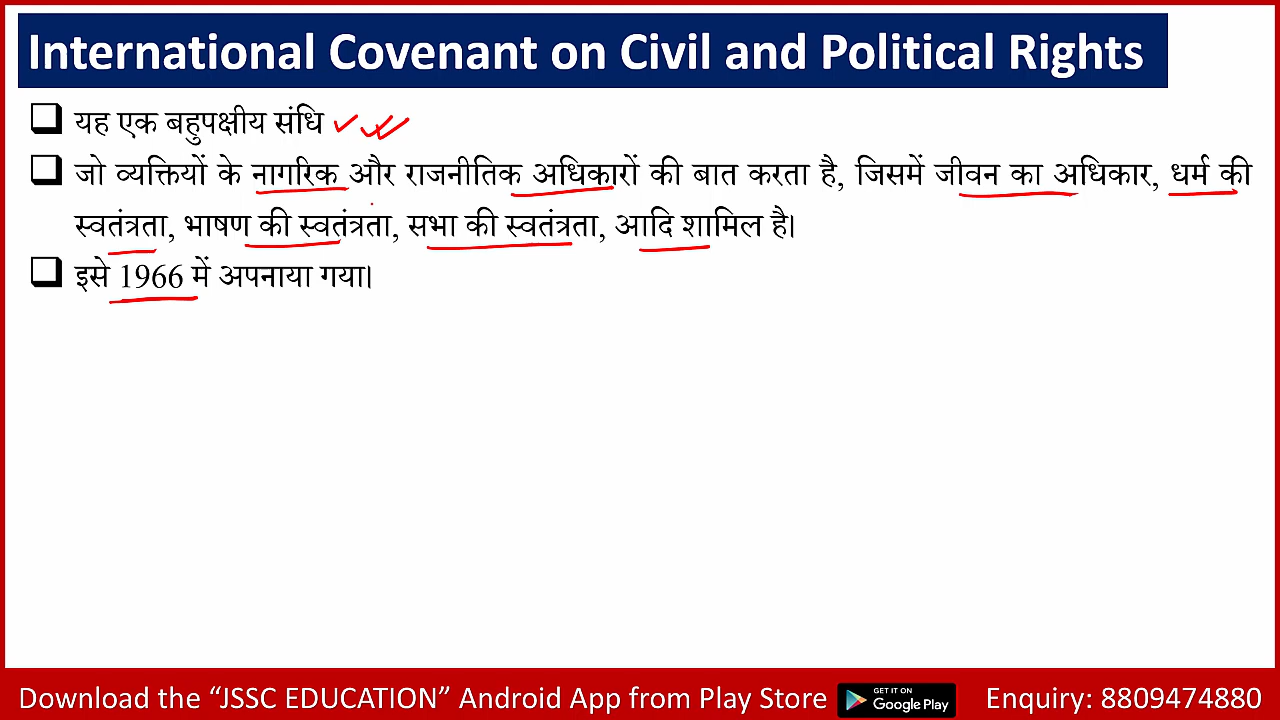 International Covenant on Civil and Political Rights
यह एक बहुपक्षीय संधि
जो व्यक्तियों के नागरिक और राजनीतिक अधिकारों की बात करता है, जिसमें जीवन का अधिकार, धर्म की
स्वतंत्रता, भाषण की स्वतंत्रता, सभा की स्वतंत्रता, आदि शामिल है।
इसे 1966 में अपनाया गया।
Download the “JSSC EDUCATION” Android App from Play Store GET IT ON Google Play Enquiry: 8809474880